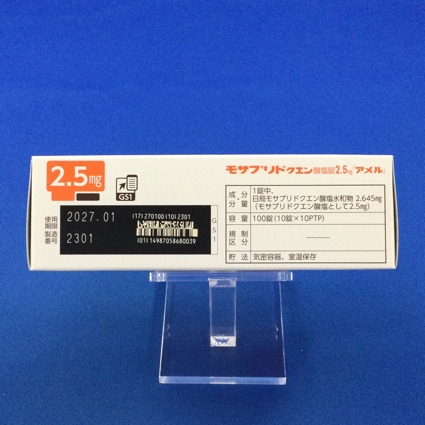 2.5mg
GS1
モサプリドクエン酸塩錠2.5mg「アメル」
使用期限 2027.01
製造番号 2301
(17)270100(10)2301
(01)14987058680039
GS1
成分分量 1錠中、
日局モサプリドクエン酸塩水和物 2.645mg
(モサプリドクエン酸塩として2.5mg)
容量 100錠(10錠×10PTP)
規制区分
貯法 気密容器、室温保存